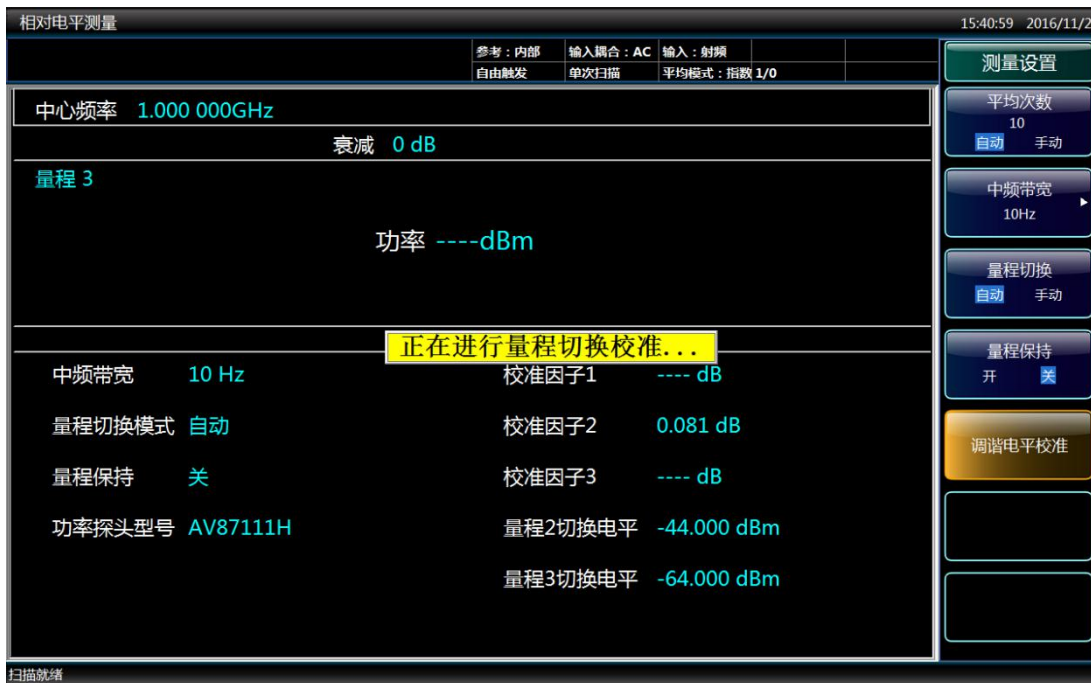 相对电平测量
15:40:59 2016/11/2
参考：内部 输入耦合：AC 输入：射频
自由触发 单次扫描 平均模式：指数 1/0
测量设置
中心频率 1.000 000GHz
平均次数
10
自动 手动
衰减 0 dB
量程 3
中频带宽
10Hz
功率 ----dBm
量程切换
自动 手动
正在进行量程切换校准...
量程保持
开 关
中频带宽 10 Hz 校准因子1 ---- dB
量程切换模式 自动 校准因子2 0.081 dB
调谐电平校准
量程保持 关 校准因子3 ---- dB
功率探头型号 AV87111H 量程2切换电平 -44.000 dBm
量程3切换电平 -64.000 dBm
扫描就绪